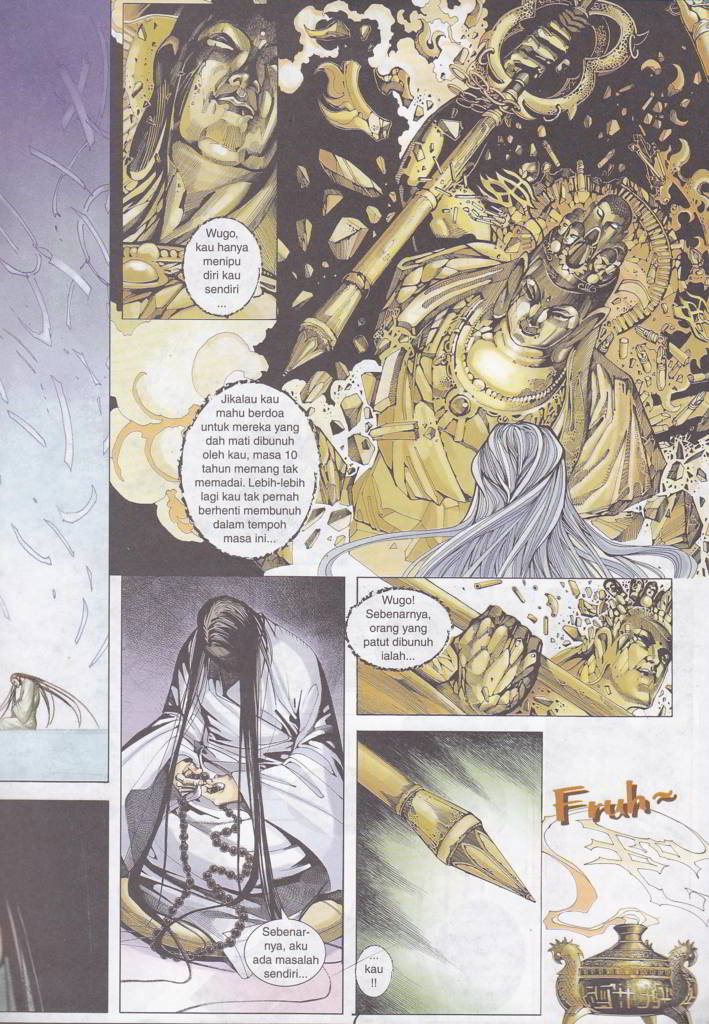 Wugo,
kau hanya
menipu
diri kau
sendiri
...
Jikalau kau
mahu berdoa
untuk mereka yang
dah mati dibunuh
oleh kau, masa 10
tahun memang tak
memadai. Lebih-lebih
lagi kau tak pernah
berhenti membunuh
dalam tempoh
masa ini...
Wugo!
Sebenarnya,
orang yang
patut dibunuh
ialah...
Sebenar-
nya, aku
ada masalah
sendiri...
...
kau
!!
Fruh~